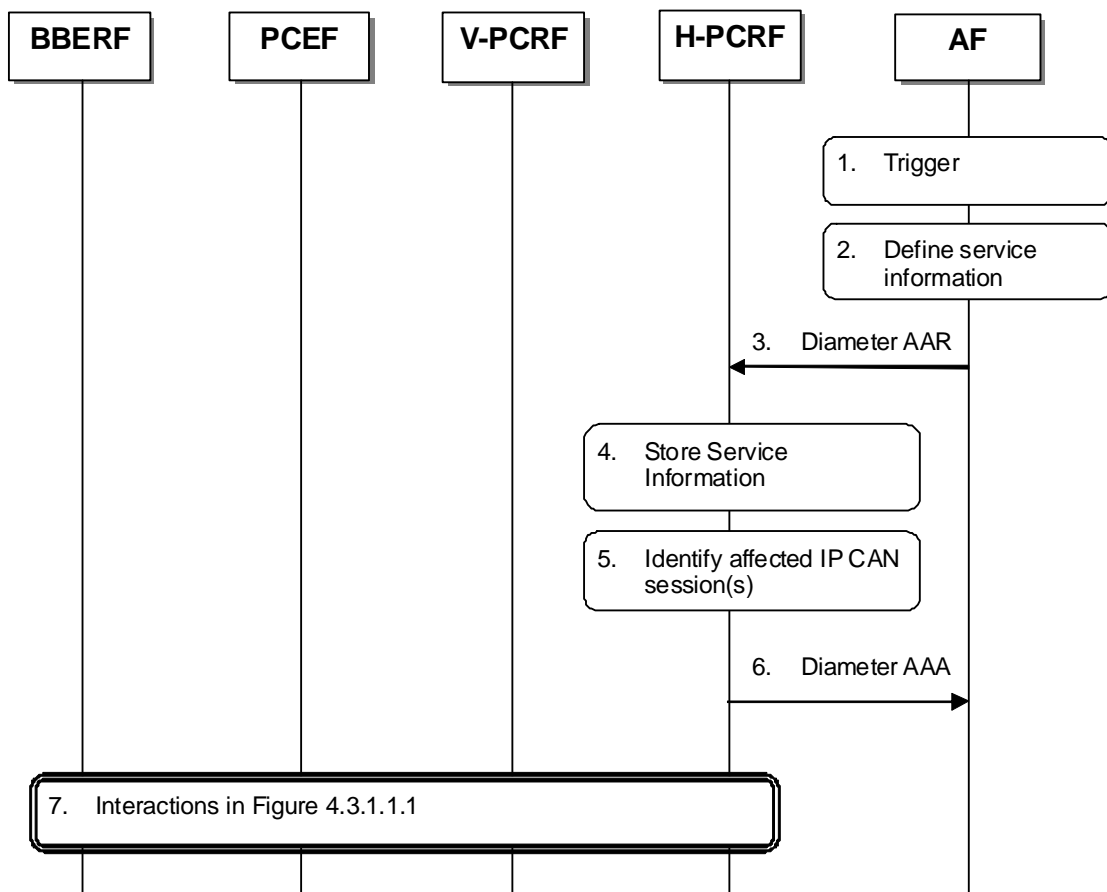 BBERF PCEF V-PCRF H-PCRF AF
1. Trigger
2. Define service
information
3. Diameter AAR
4. Store Service
Information
5. Identify affected IP CAN
session(s)
6. Diameter AAA
7. Interactions in Figure 4.3.1.1.1